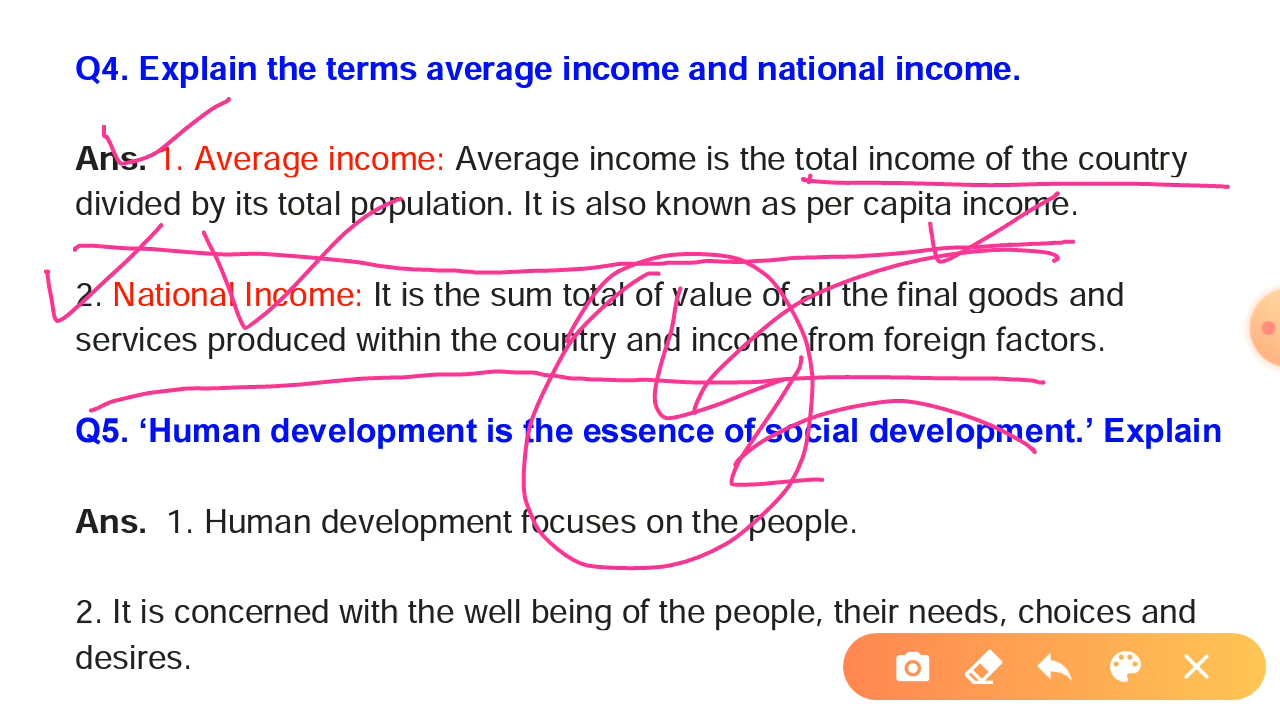 Q4. Explain the terms average income and national income.
Ans. 1. Average income: Average income is the total income of the country
divided by its total population. It is also known as per capita income.
2. National Income: It is the sum total of value of all the final goods and
services produced within the country and income from foreign factors.
Q5. ‘Human development is the essence of social development.’ Explain
Ans. 1. Human development focuses on the people.
2. It is concerned with the well being of the people, their needs, choices and
desires.